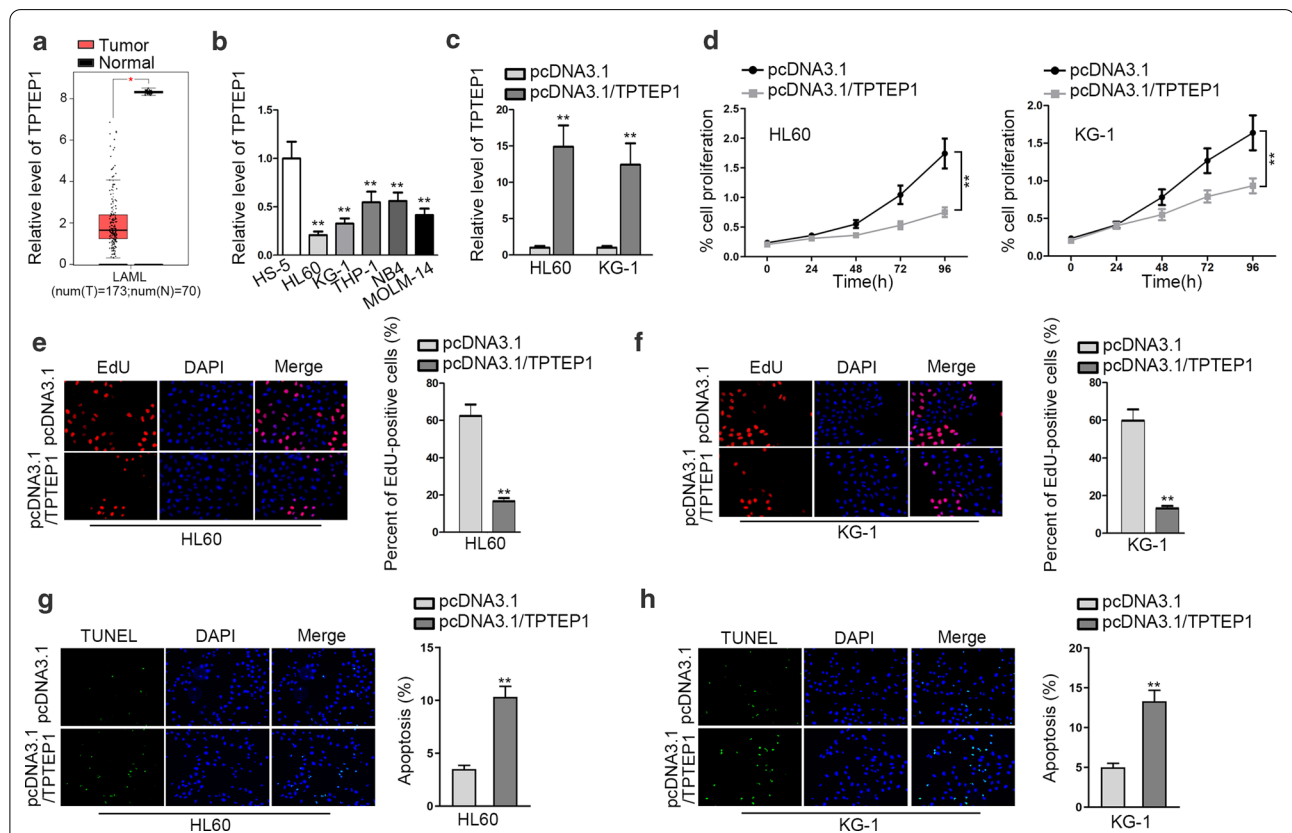 a
Tumor
Normal
Relative level of TPTEP1
*
8
6
4
2
0
LAML
(num(T)=173;num(N)=70)
b
Relative level of TPTEP1
1.5
1.0
0.5
0.0
**
**
**
**
**
HS-5
HL60
KG-1
THP-1
NB4
MOLM-14
c
pcDNA3.1
pcDNA3.1/TPTEP1
Relative level of TPTEP1
20
15
10
5
0
**
**
HL60
KG-1
d
pcDNA3.1
pcDNA3.1/TPTEP1
HL60
% cell proliferation
2.5
2.0
1.5
1.0
0.5
0.0
**
0 24 48 72 96
Time(h)
pcDNA3.1
pcDNA3.1/TPTEP1
KG-1
% cell proliferation
2.0
1.5
1.0
0.5
0.0
**
0 24 48 72 96
Time(h)
e
EdU DAPI Merge
pcDNA3.1
pcDNA3.1
/TPTEP1
HL60
pcDNA3.1
pcDNA3.1/TPTEP1
Percent of EdU-positive cells (%)
80
60
40
20
0
**
HL60
f
EdU DAPI Merge
pcDNA3.1
pcDNA3.1
/TPTEP1
KG-1
pcDNA3.1
pcDNA3.1/TPTEP1
Percent of EdU-positive cells (%)
80
60
40
20
0
**
KG-1
g
TUNEL DAPI Merge
pcDNA3.1
pcDNA3.1
/TPTEP1
HL60
pcDNA3.1
pcDNA3.1/TPTEP1
Apoptosis (%)
15
10
5
0
**
HL60
h
TUNEL DAPI Merge
pcDNA3.1
pcDNA3.1
/TPTEP1
KG-1
pcDNA3.1
pcDNA3.1/TPTEP1
Apoptosis (%)
20
15
10
5
0
**
KG-1